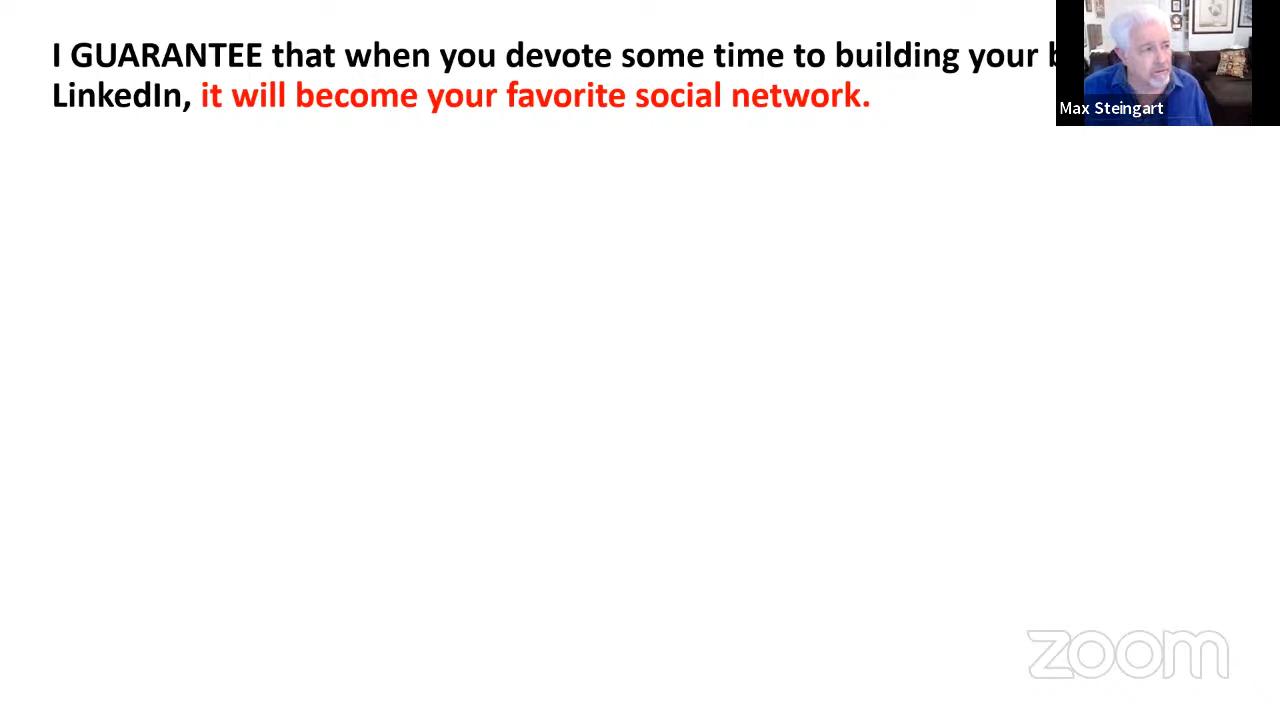 I GUARANTEE that when you devote some time to building your
LinkedIn, it will become your favorite social network.
Max Steingart
zoom